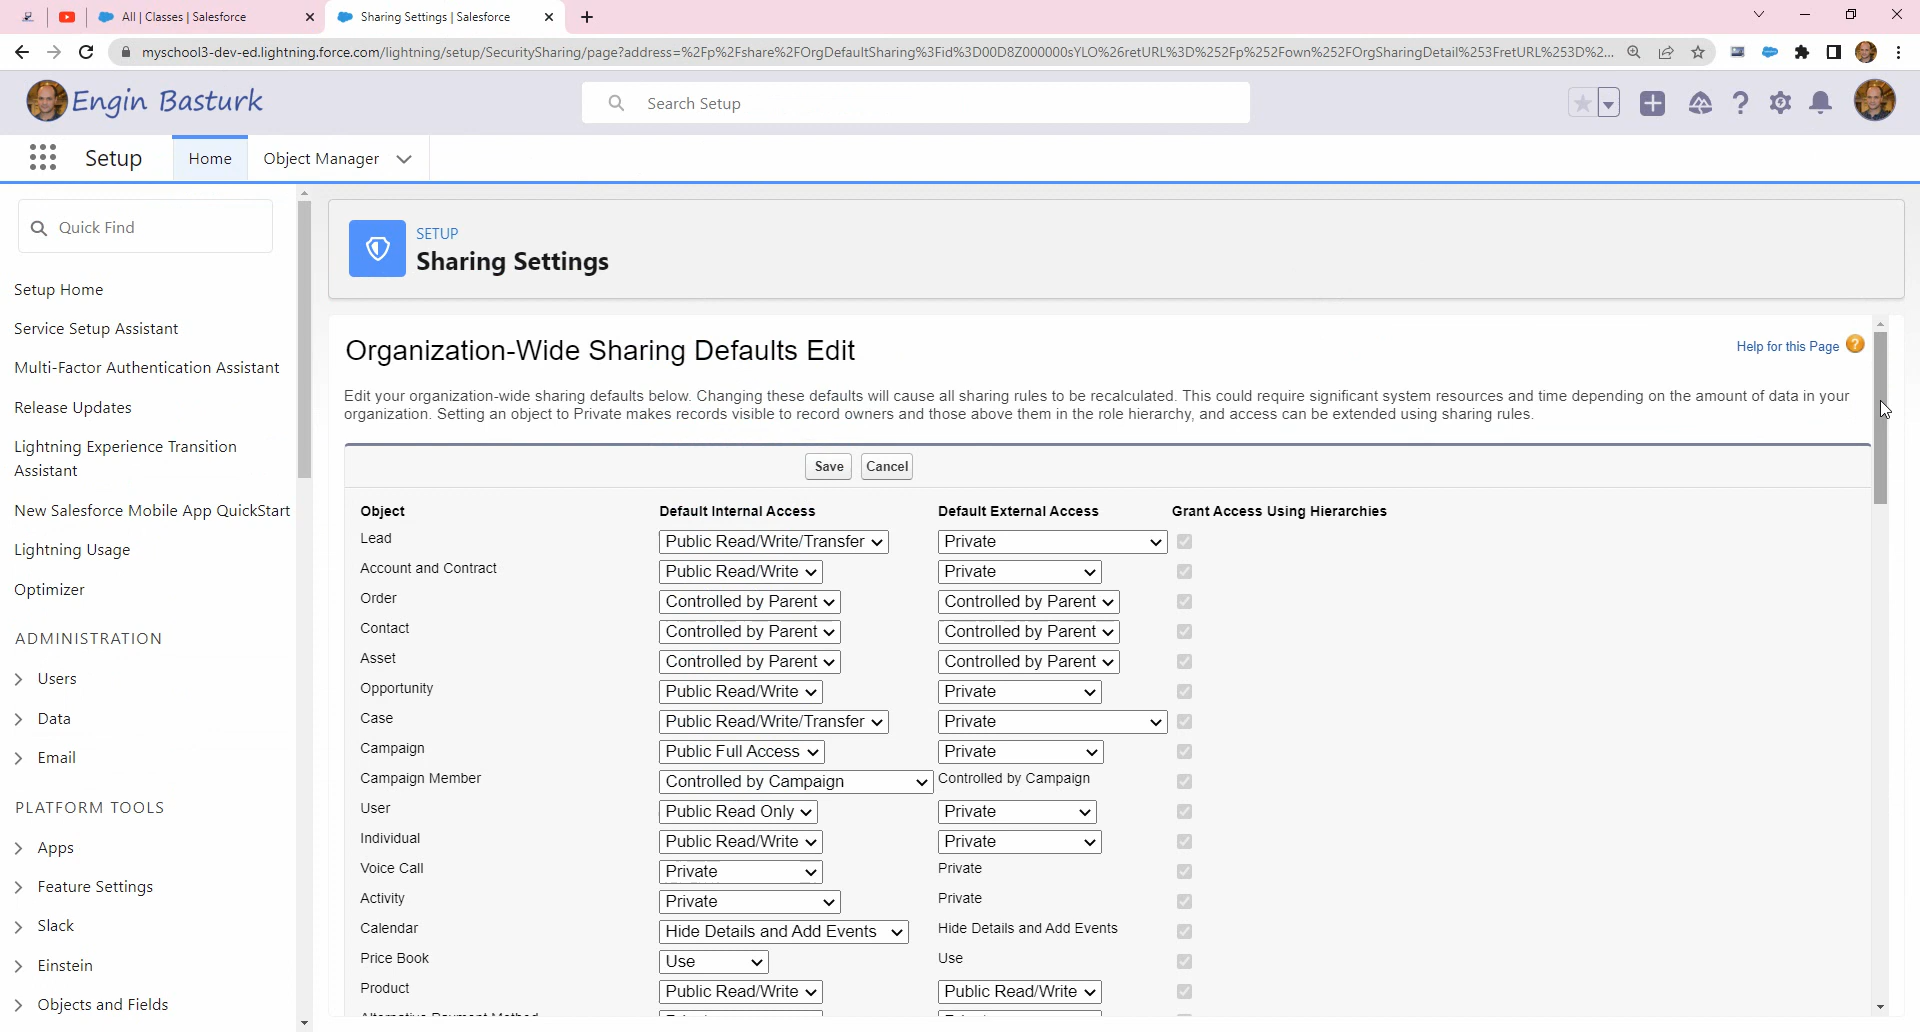 All | Classes | Salesforce
Sharing Settings | Salesforce
myschool3-dev-ed.lightning.force.com/lightning/setup/SecuritySharing/page?address=%2Fp%2Fshare%2FOrgDefaultSharing%3Fid%3D00D8Z000000sYLO%26retURL%3D%252Fp%252Fown%252FOrgSharingDetail%253FretURL%253D%2...
Engin Basturk
Search Setup
Setup
Home
Object Manager
Quick Find
Setup Home
Service Setup Assistant
Multi-Factor Authentication Assistant
Release Updates
Lightning Experience Transition
Assistant
New Salesforce Mobile App QuickStart
Lightning Usage
Optimizer
ADMINISTRATION
Users
Data
Email
PLATFORM TOOLS
Apps
Feature Settings
Slack
Einstein
Objects and Fields
SETUP
Sharing Settings
Organization-Wide Sharing Defaults Edit
Help for this Page ?
Edit your organization-wide sharing defaults below. Changing these defaults will cause all sharing rules to be recalculated. This could require significant system resources and time depending on the amount of data in your
organization. Setting an object to Private makes records visible to record owners and those above them in the role hierarchy, and access can be extended using sharing rules.
Save Cancel
Object Default Internal Access Default External Access Grant Access Using Hierarchies
Lead Public Read/Write/Transfer Private
Account and Contract Public Read/Write Private
Order Controlled by Parent Controlled by Parent
Contact Controlled by Parent Controlled by Parent
Asset Controlled by Parent Controlled by Parent
Opportunity Public Read/Write Private
Case Public Read/Write/Transfer Private
Campaign Public Full Access Private
Campaign Member Controlled by Campaign Controlled by Campaign
User Public Read Only Private
Individual Public Read/Write Private
Voice Call Private Private
Activity Private Private
Calendar Hide Details and Add Events Hide Details and Add Events
Price Book Use Use
Product Public Read/Write Public Read/Write